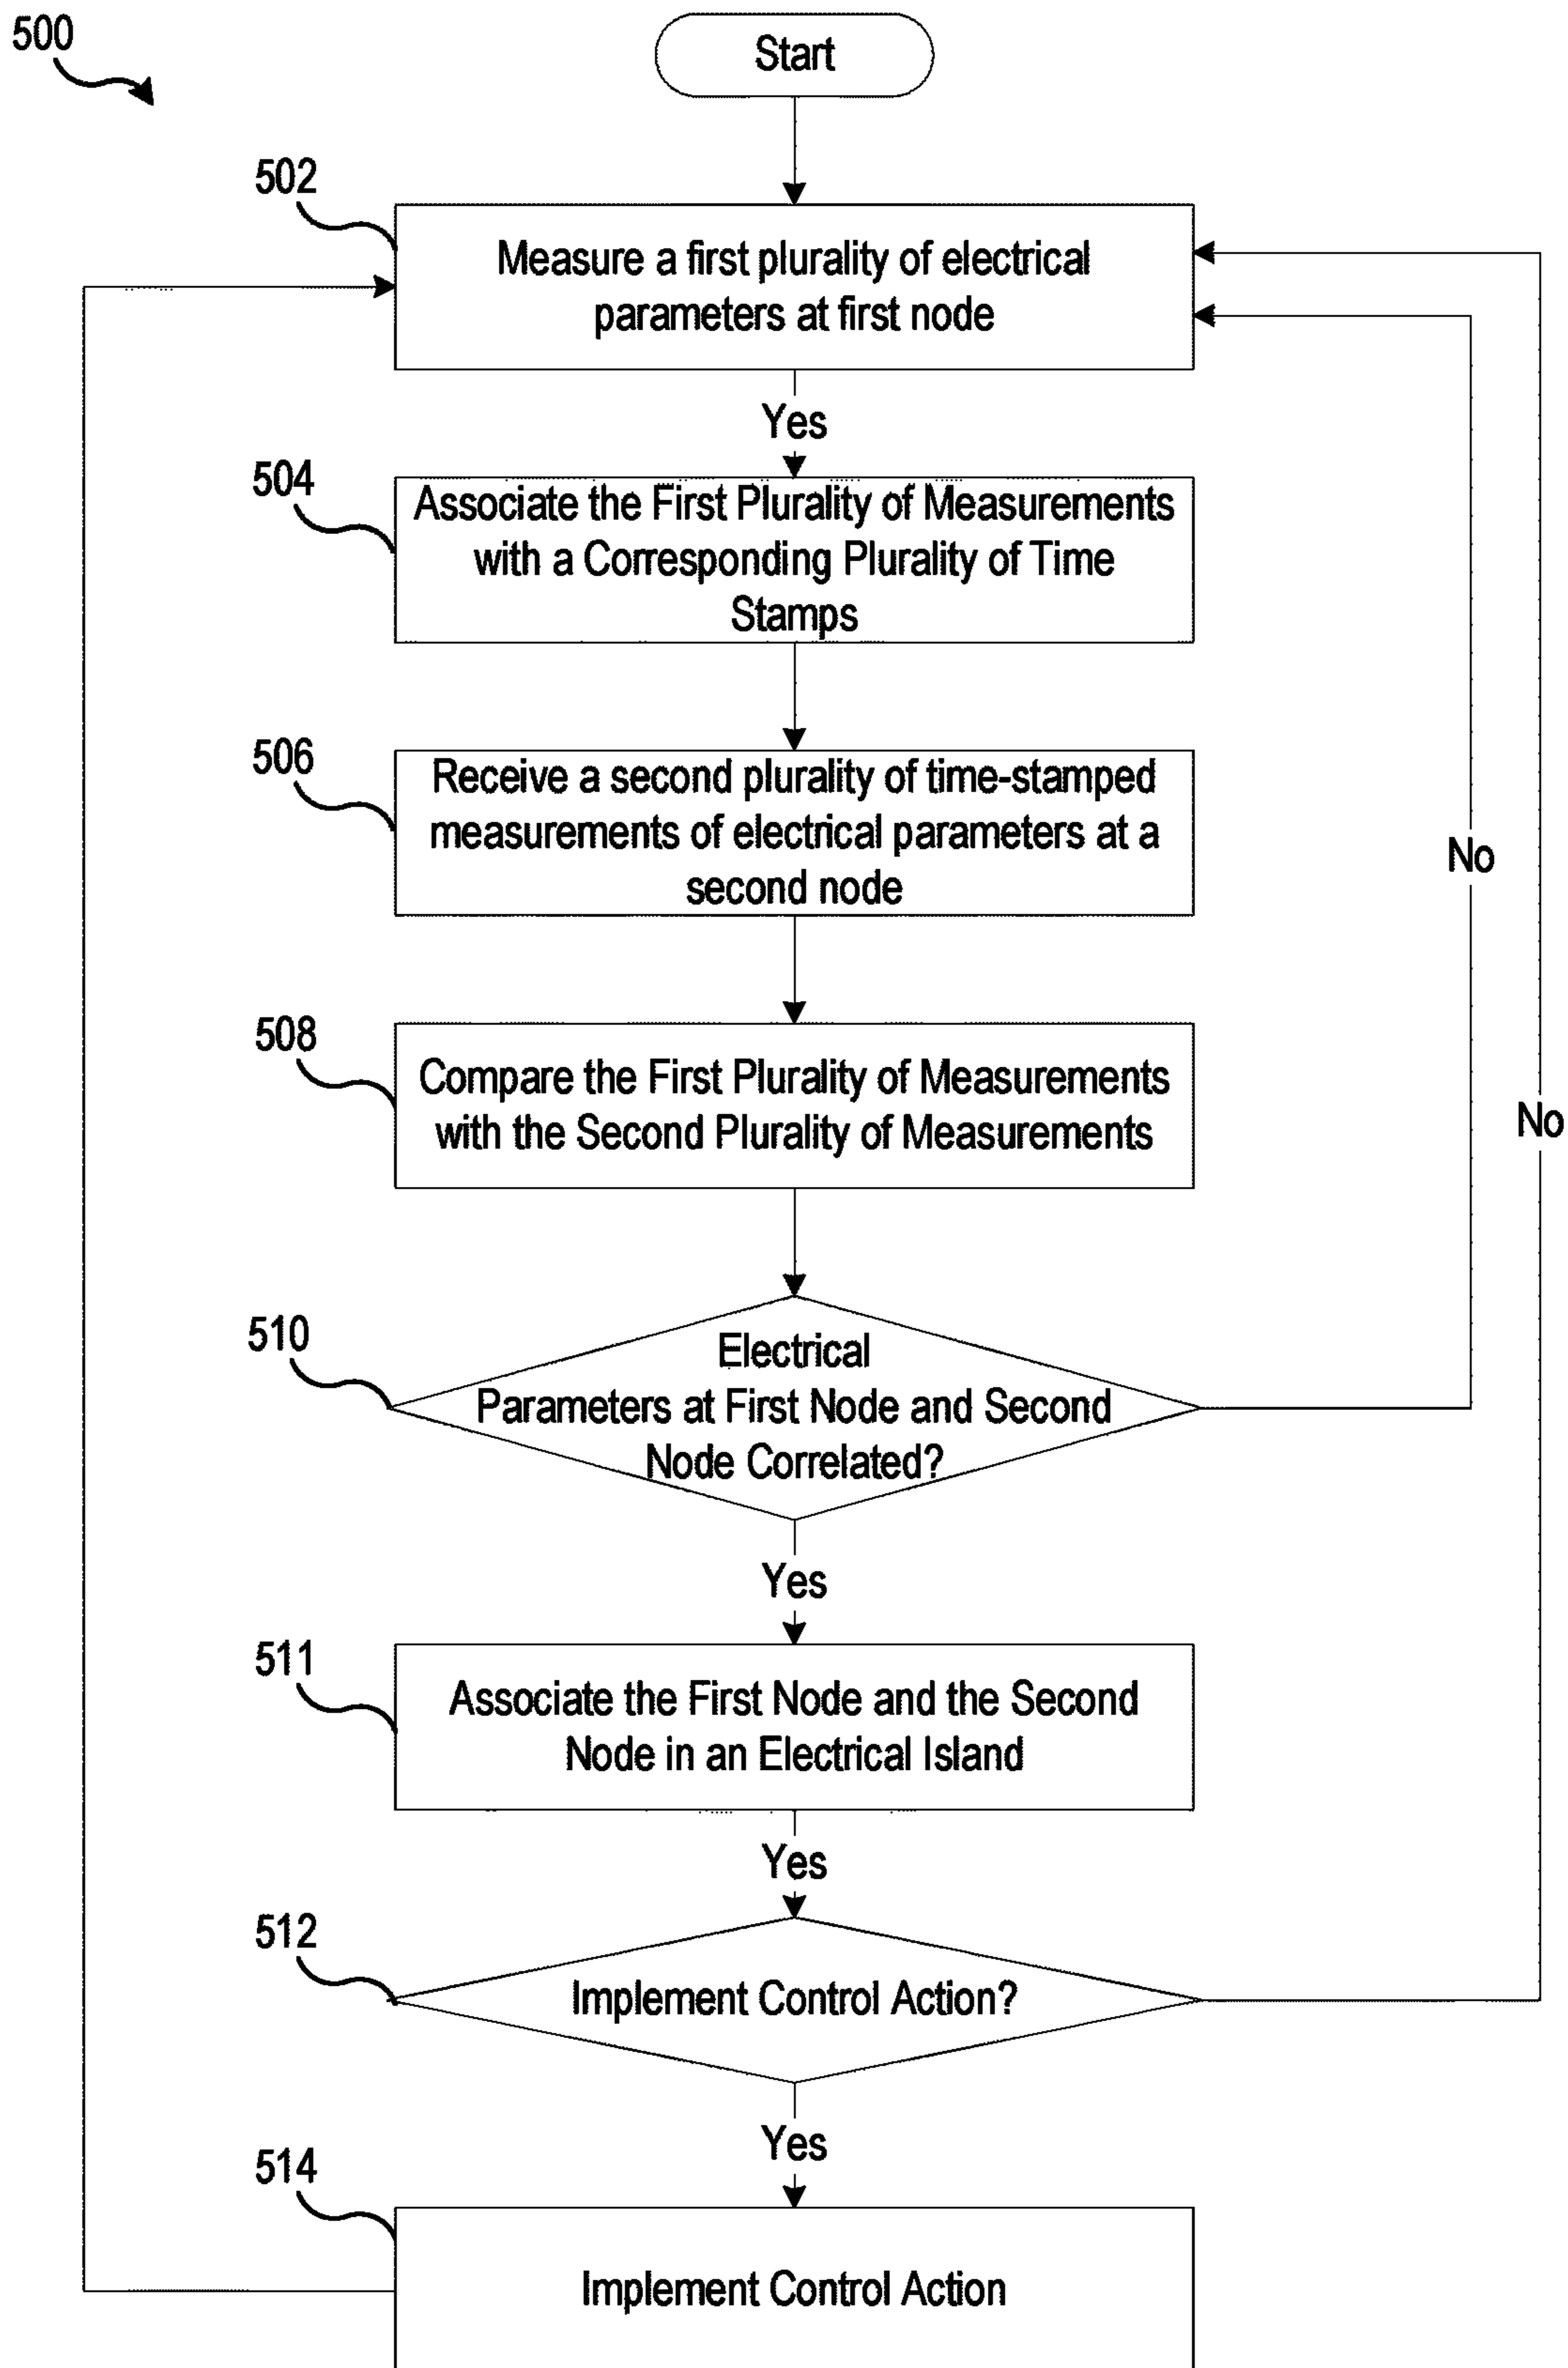 500
Start
502
Measure a first plurality of electrical
parameters at first node
Yes
504
Associate the First Plurality of Measurements
with a Corresponding Plurality of Time
Stamps
506
Receive a second plurality of time-stamped
measurements of electrical parameters at a
second node
No
508
Compare the First Plurality of Measurements
with the Second Plurality of Measurements
No
510
Electrical
Parameters at First Node and Second
Node Correlated?
Yes
511
Associate the First Node and the Second
Node in an Electrical Island
Yes
512
Implement Control Action?
Yes
514
Implement Control Action